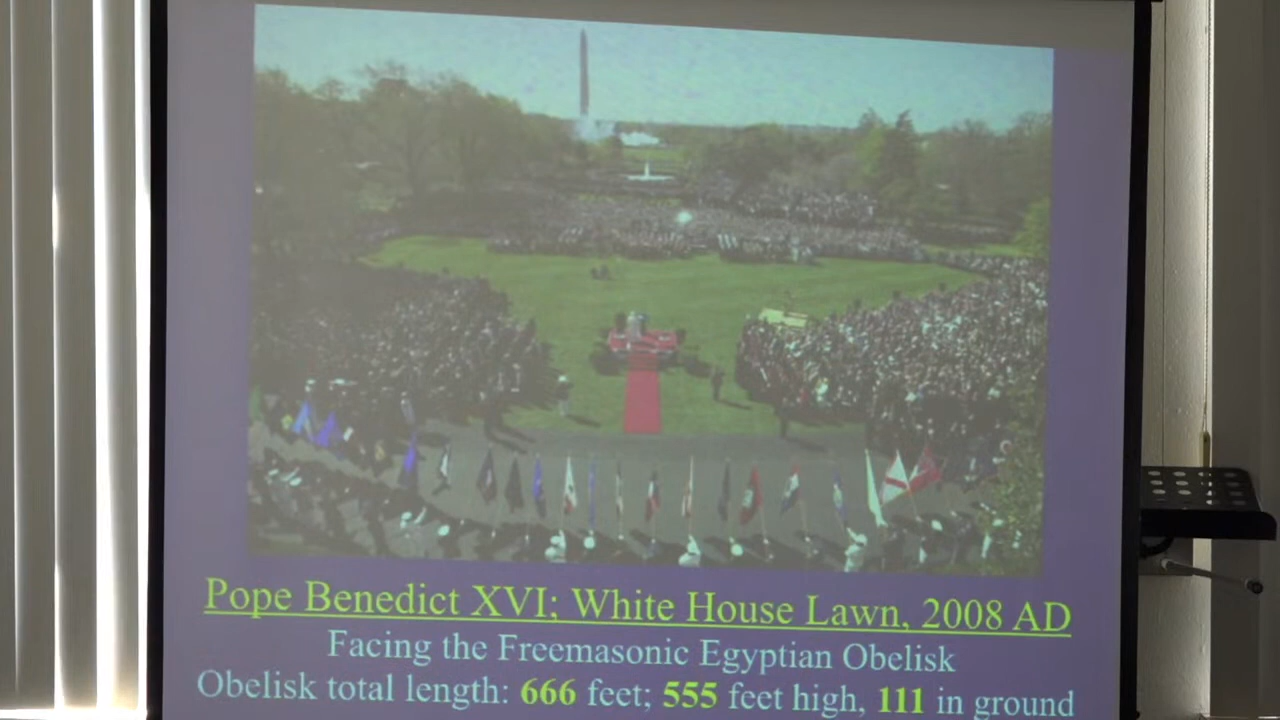 Pope Benedict XVI; White House Lawn, 2008 AD
Facing the Freemasonic Egyptian Obelisk
Obelisk total length: 666 feet; 555 feet high, 111 in ground